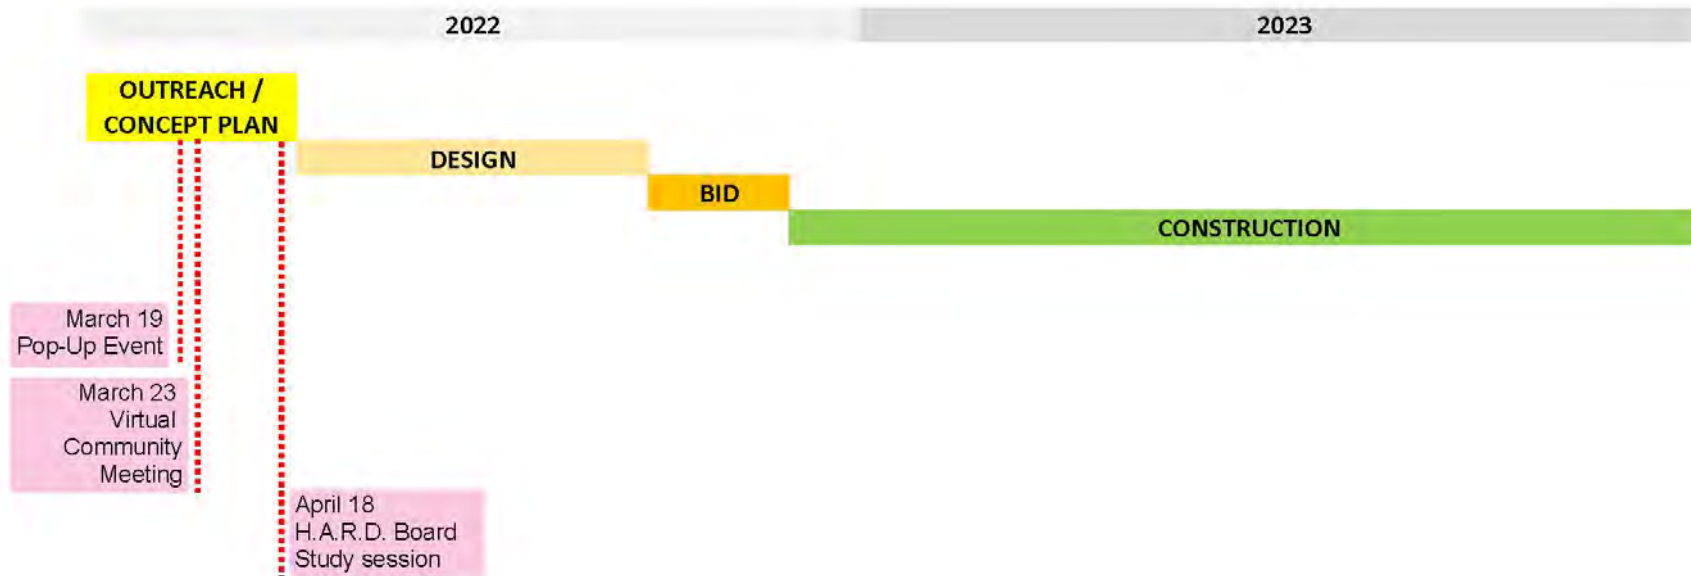 2022
2023
OUTREACH /
CONCEPT PLAN
DESIGN
BID
CONSTRUCTION
March 19
Pop-Up Event
March 23
Virtual
Community
Meeting
April 18
H.A.R.D. Board
Study session